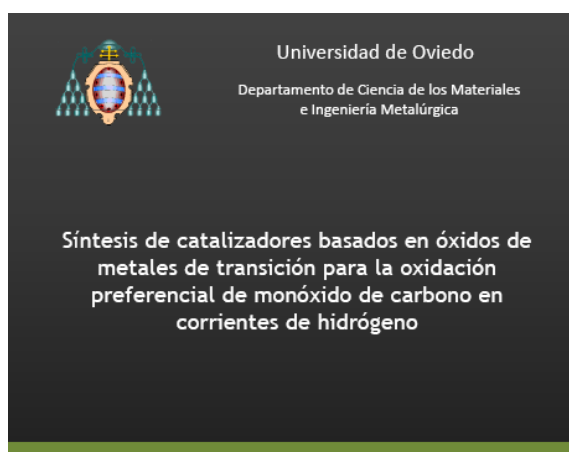 Universidad de Oviedo
Departamento de Ciencia de los Materiales
e Ingeniería Metalúrgica
Síntesis de catalizadores basados en óxidos de
metales de transición para la oxidación
preferencial de monóxido de carbono en
corrientes de hidrógeno